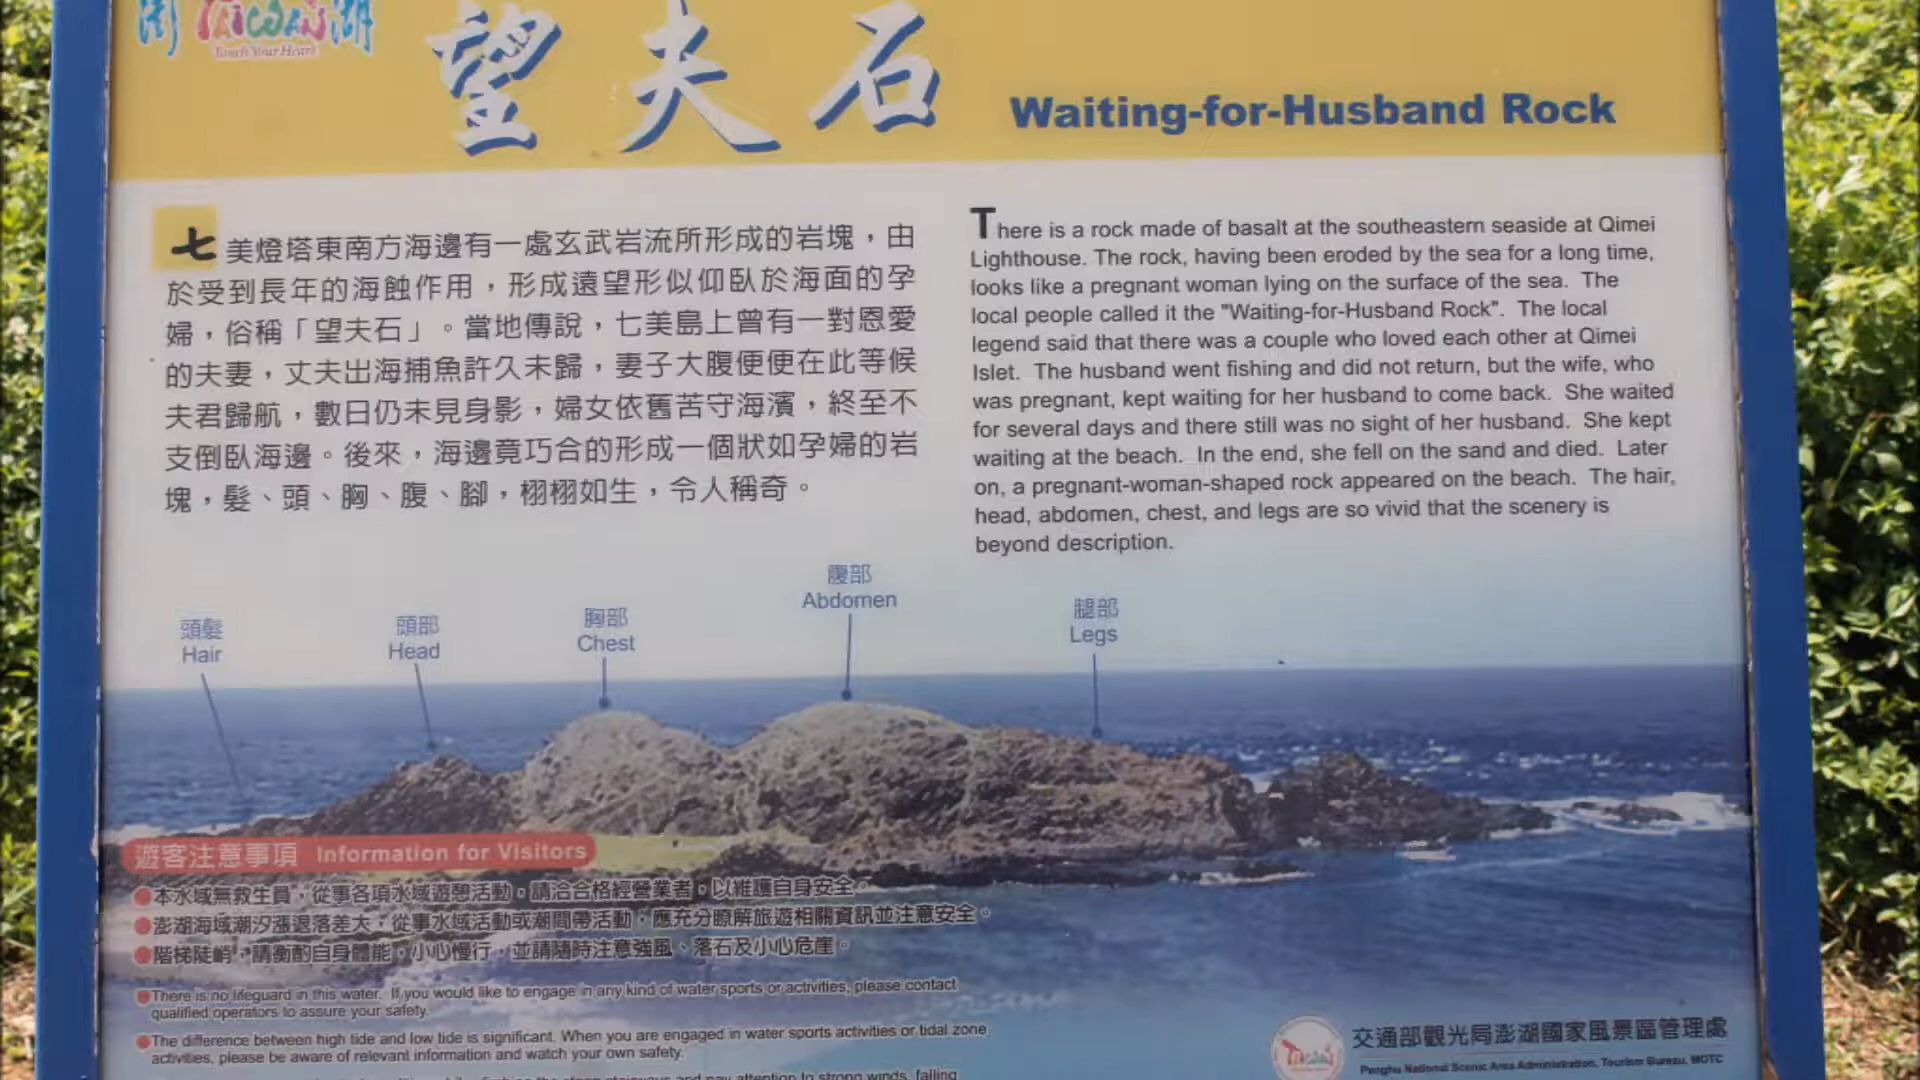 澎 TAIWAN 湖
Touch Your Heart
望夫石
Waiting-for-Husband Rock
七美燈塔東南方海邊有一處玄武岩流所形成的岩塊，由
於受到長年的海蝕作用，形成遠望形似仰臥於海面的孕
婦，俗稱「望夫石」。當地傳說，七美島上曾有一對恩愛
的夫妻，丈夫出海捕魚許久未歸，妻子大腹便便在此等候
夫君歸航，數日仍未見身影，婦女依舊苦守海濱，終至不
支倒臥海邊。後來，海邊竟巧合的形成一個狀如孕婦的岩
塊，髮、頭、胸、腹、腳，栩栩如生，令人稱奇。
There is a rock made of basalt at the southeastern seaside at Qimei
Lighthouse. The rock, having been eroded by the sea for a long time,
looks like a pregnant woman lying on the surface of the sea. The
local people called it the "Waiting-for-Husband Rock". The local
legend said that there was a couple who loved each other at Qimei
Islet. The husband went fishing and did not return, but the wife, who
was pregnant, kept waiting for her husband to come back. She waited
for several days and there still was no sight of her husband. She kept
waiting at the beach. In the end, she fell on the sand and died. Later
on, a pregnant-woman-shaped rock appeared on the beach. The hair,
head, abdomen, chest, and legs are so vivid that the scenery is
beyond description.
頭髮
Hair
頭部
Head
胸部
Chest
腹部
Abdomen
腿部
Legs
遊客注意事項 Information for Visitors
●本水域無救生員，從事各項水域遊憩活動，請洽合格經營業者，以維護自身安全。
●澎湖海域潮汐漲退落差大，從事水域活動或潮間帶活動，應充分瞭解旅遊相關資訊並注意安全。
●階梯陡峭，請衡酌自身體能，小心慢行，並請隨時注意強風、落石及小心危崖。
●There is no lifeguard in this water. If you would like to engage in any kind of water sports or activities, please contact
qualified operators to assure your safety.
●The difference between high tide and low tide is significant. When you are engaged in water sports activities or tidal zone
activities, please be aware of relevant information and watch your own safety.
and pay attention to strong winds, falling
交通部觀光局澎湖國家風景區管理處
Penghu National Scenic Area Administration, Tourism Bureau, MOTC